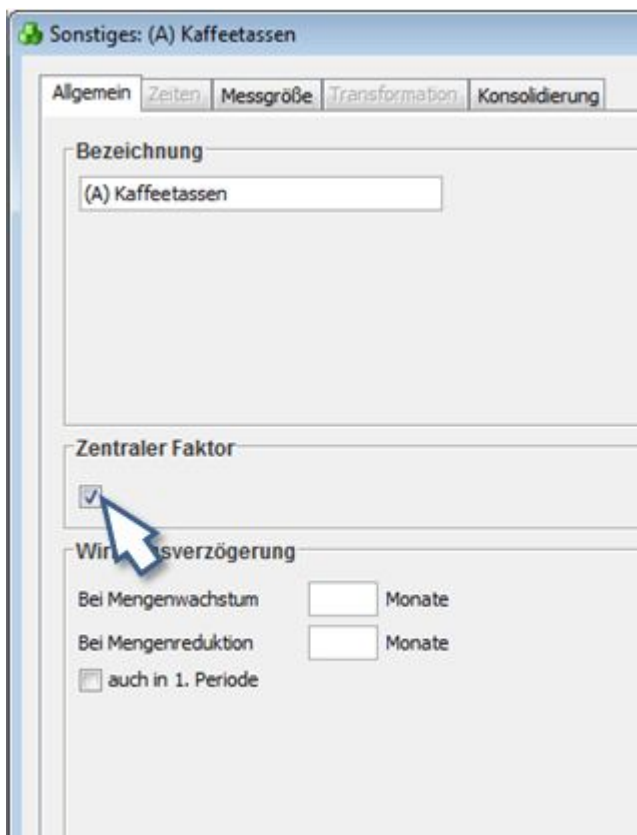 Sonstiges: (A) Kaffeetassen
Allgemein Zeiten Messgröße Transformation Konsolidierung
Bezeichnung
(A) Kaffeetassen
Zentraler Faktor
Bei Mengenwachstum Monate
Bei Mengenreduktion Monate
auch in 1. Periode